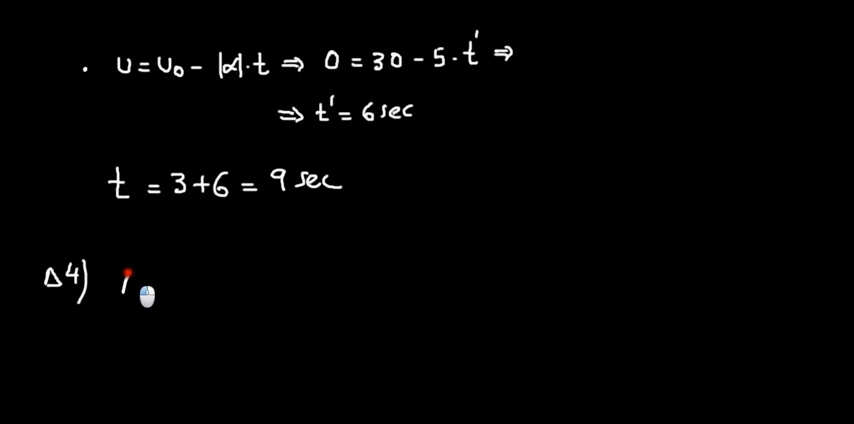 . υ = υ₀ - |α|·t ⇒ 0 = 30 - 5·t' ⇒
⇒ t' = 6 sec
t = 3+6 = 9 sec
Δ4)